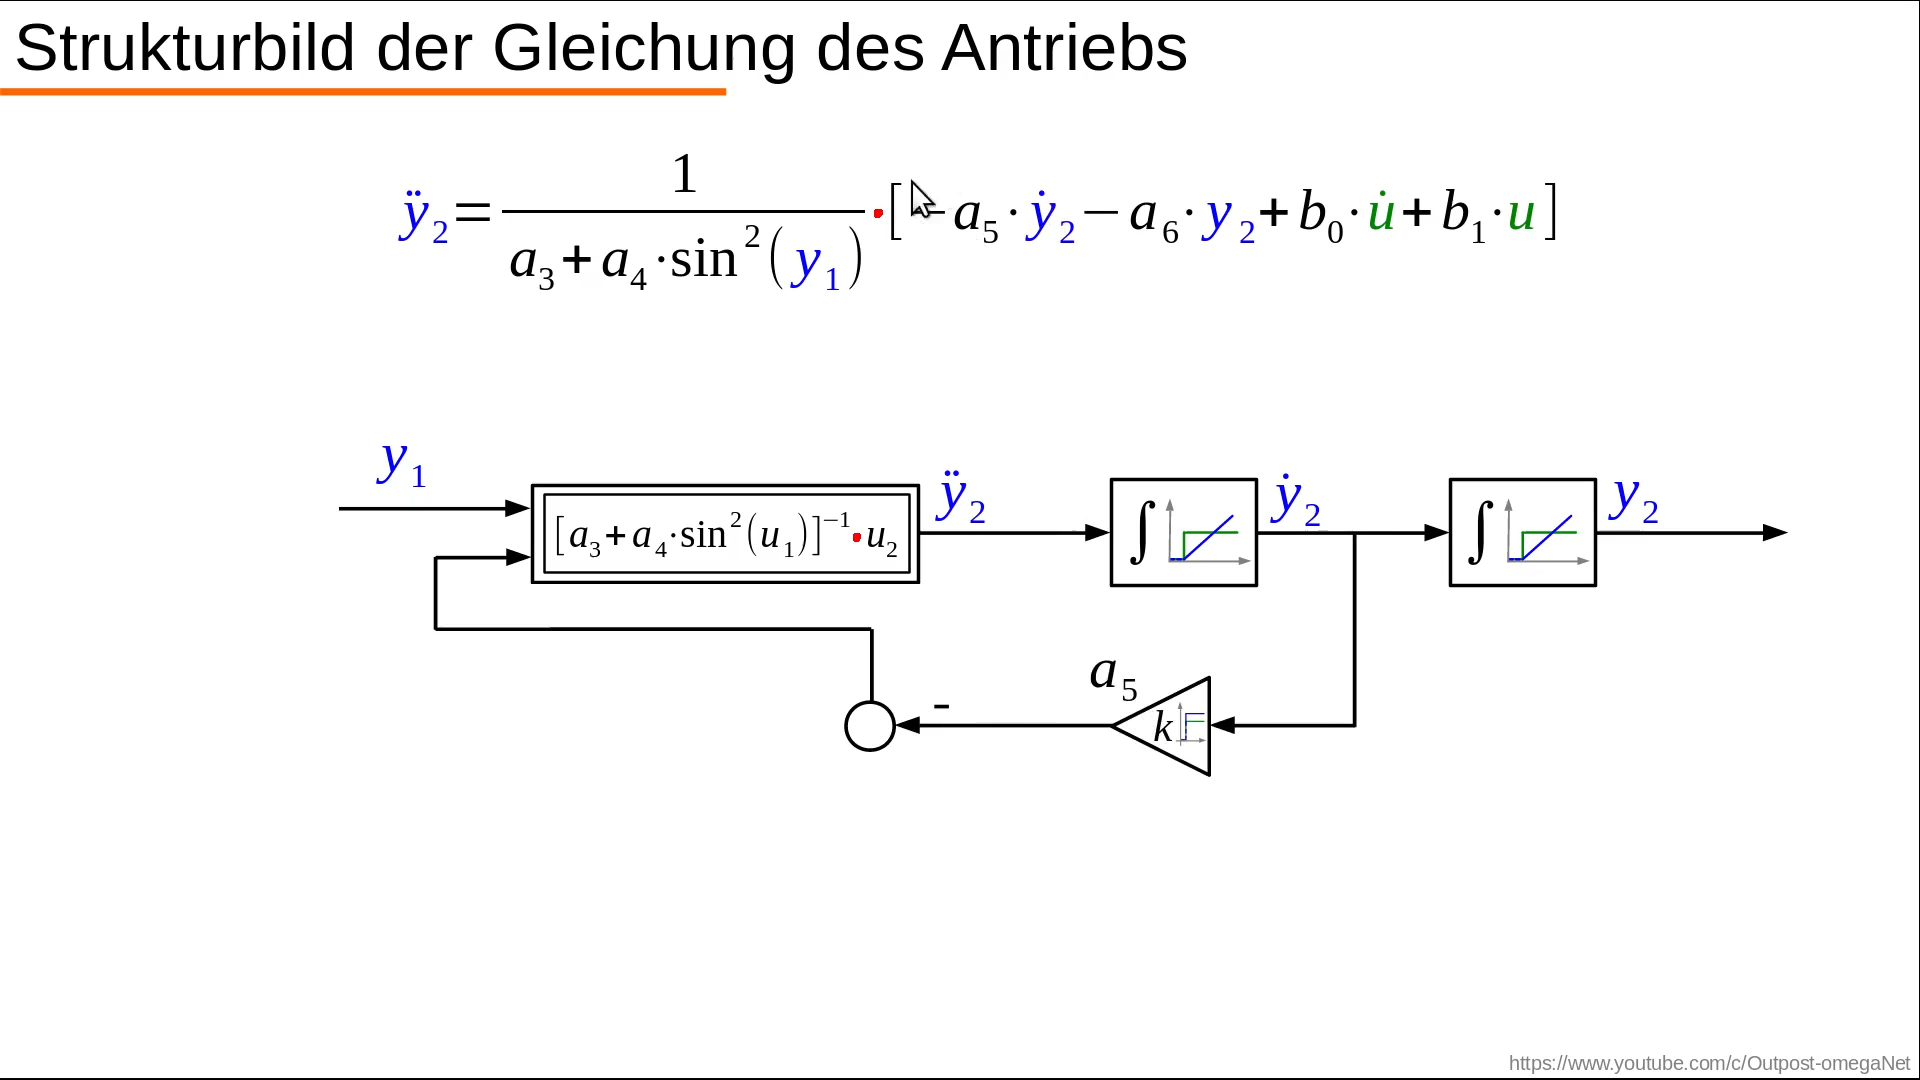 Strukturbild der Gleichung des Antriebs
ÿ₂ = 1 / (a₃ + a₄ · sin²(y₁)) · [− a₅ · ẏ₂ − a₆ · y₂ + b₀ · u̇ + b₁ · u]
y₁
[a₃ + a₄ · sin²(u₁)]⁻¹ · u₂
ÿ₂
∫
ẏ₂
∫
y₂
a₅
-
k
https://www.youtube.com/c/Outpost-omegaNet